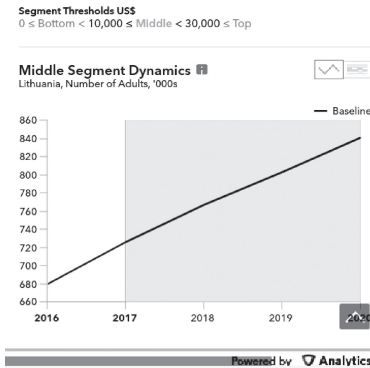 Segment Thresholds US$
0 ≤ Bottom < 10,000 ≤ Middle < 30,000 ≤ Top
Middle Segment Dynamics i
Lithuania, Number of Adults, '000s
Baseline
860
840
820
800
780
760
740
720
700
680
660
2016 2017 2018 2019 2020
Powered by Analytics